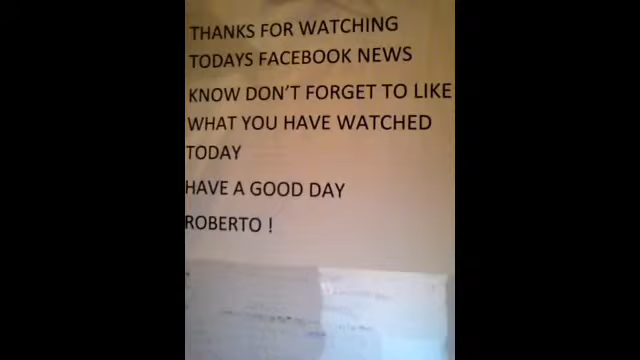 THANKS FOR WATCHING
TODAYS FACEBOOK NEWS
KNOW DON'T FORGET TO LIKE
WHAT YOU HAVE WATCHED
TODAY
HAVE A GOOD DAY
ROBERTO !